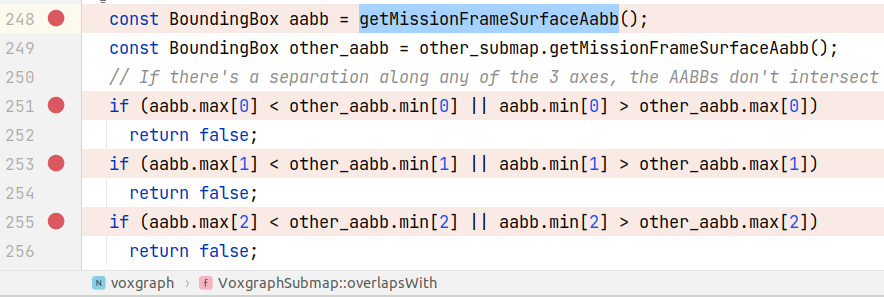 248 const BoundingBox aabb = getMissionFrameSurfaceAabb();
249 const BoundingBox other_aabb = other_submap.getMissionFrameSurfaceAabb();
250 // If there's a separation along any of the 3 axes, the AABBs don't intersect
251 if (aabb.max[0] < other_aabb.min[0] || aabb.min[0] > other_aabb.max[0])
252 return false;
253 if (aabb.max[1] < other_aabb.min[1] || aabb.min[1] > other_aabb.max[1])
254 return false;
255 if (aabb.max[2] < other_aabb.min[2] || aabb.min[2] > other_aabb.max[2])
256 return false;
N voxgraph › f VoxgraphSubmap::overlapsWith